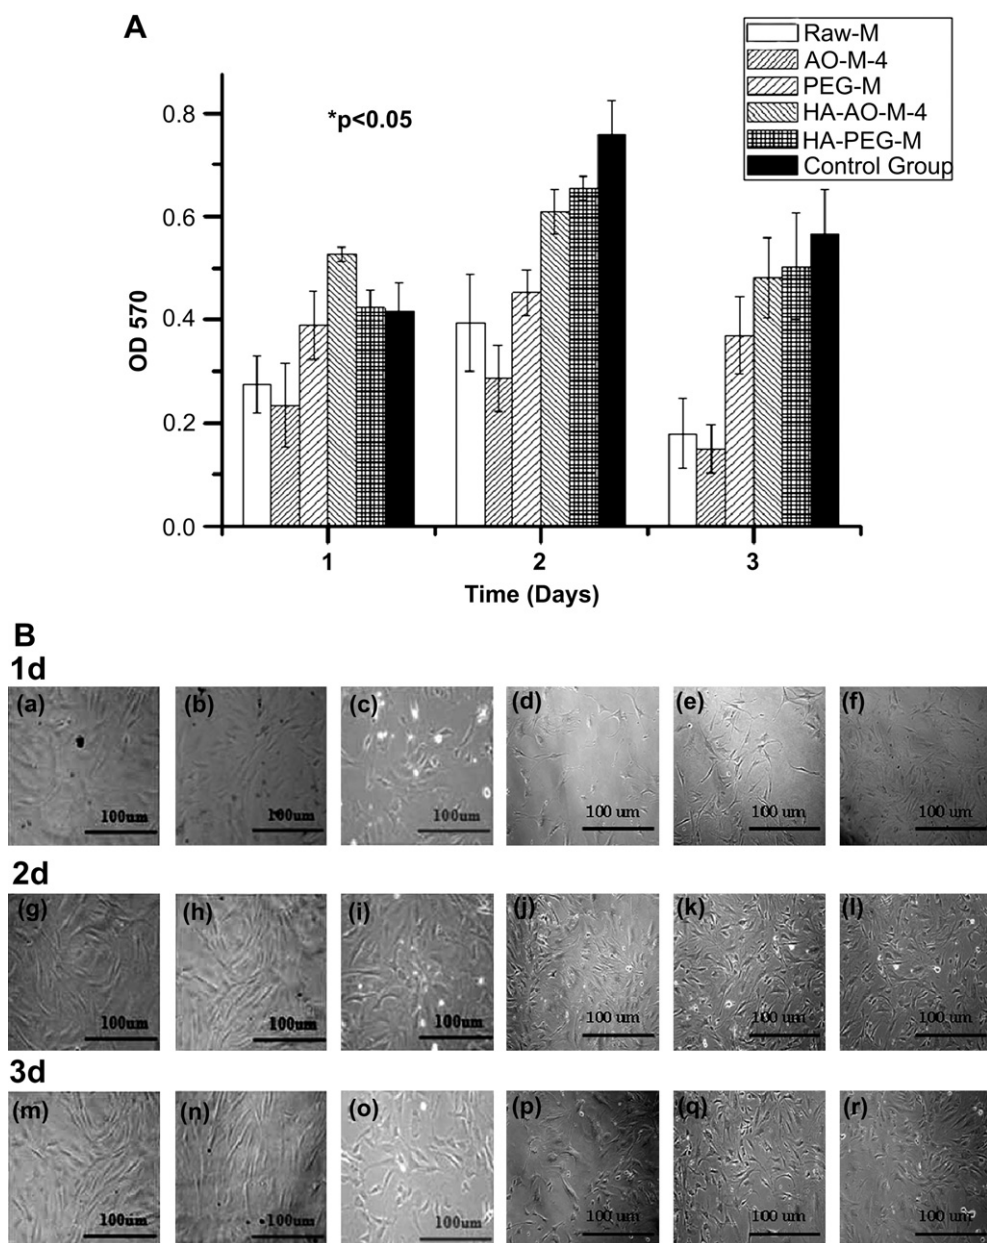 A
Raw-M
AO-M-4
PEG-M
HA-AO-M-4
HA-PEG-M
Control Group
*p<0.05
0.8
0.6
0.4
0.2
0.0
OD 570
1 2 3
Time (Days)
B
1d
(a) (b) (c) (d) (e) (f)
100um 100um 100um 100 um 100 um 100 um
2d
(g) (h) (i) (j) (k) (l)
100um 100um 100um 100 um 100 um 100 um
3d
(m) (n) (o) (p) (q) (r)
100um 100um 100um 100 um 100 um 100 um